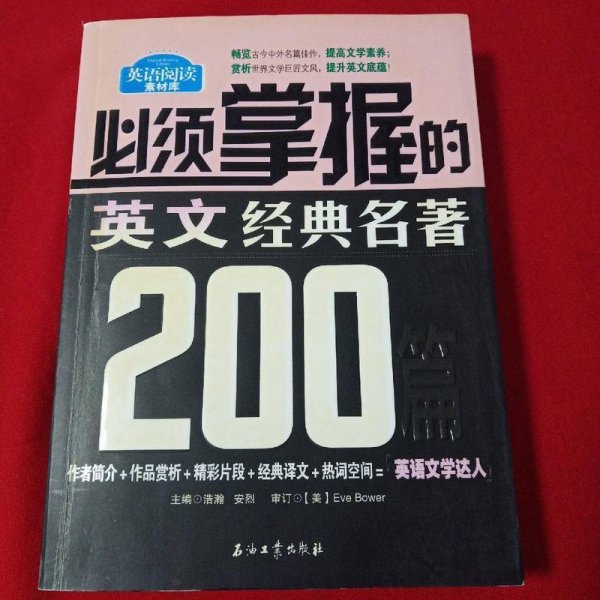 英语阅读
English Reading
Library
素材库
畅览古今中外名篇佳作，提高文学素养；
赏析世界文学巨匠文风，提升英文底蕴！
必须掌握的
英文经典名著
200篇
作者简介+作品赏析+精彩片段+经典译文+热词空间=「英语文学达人」
主编⊙浩瀚 安烈 审订⊙【美】Eve Bower
石油工业出版社